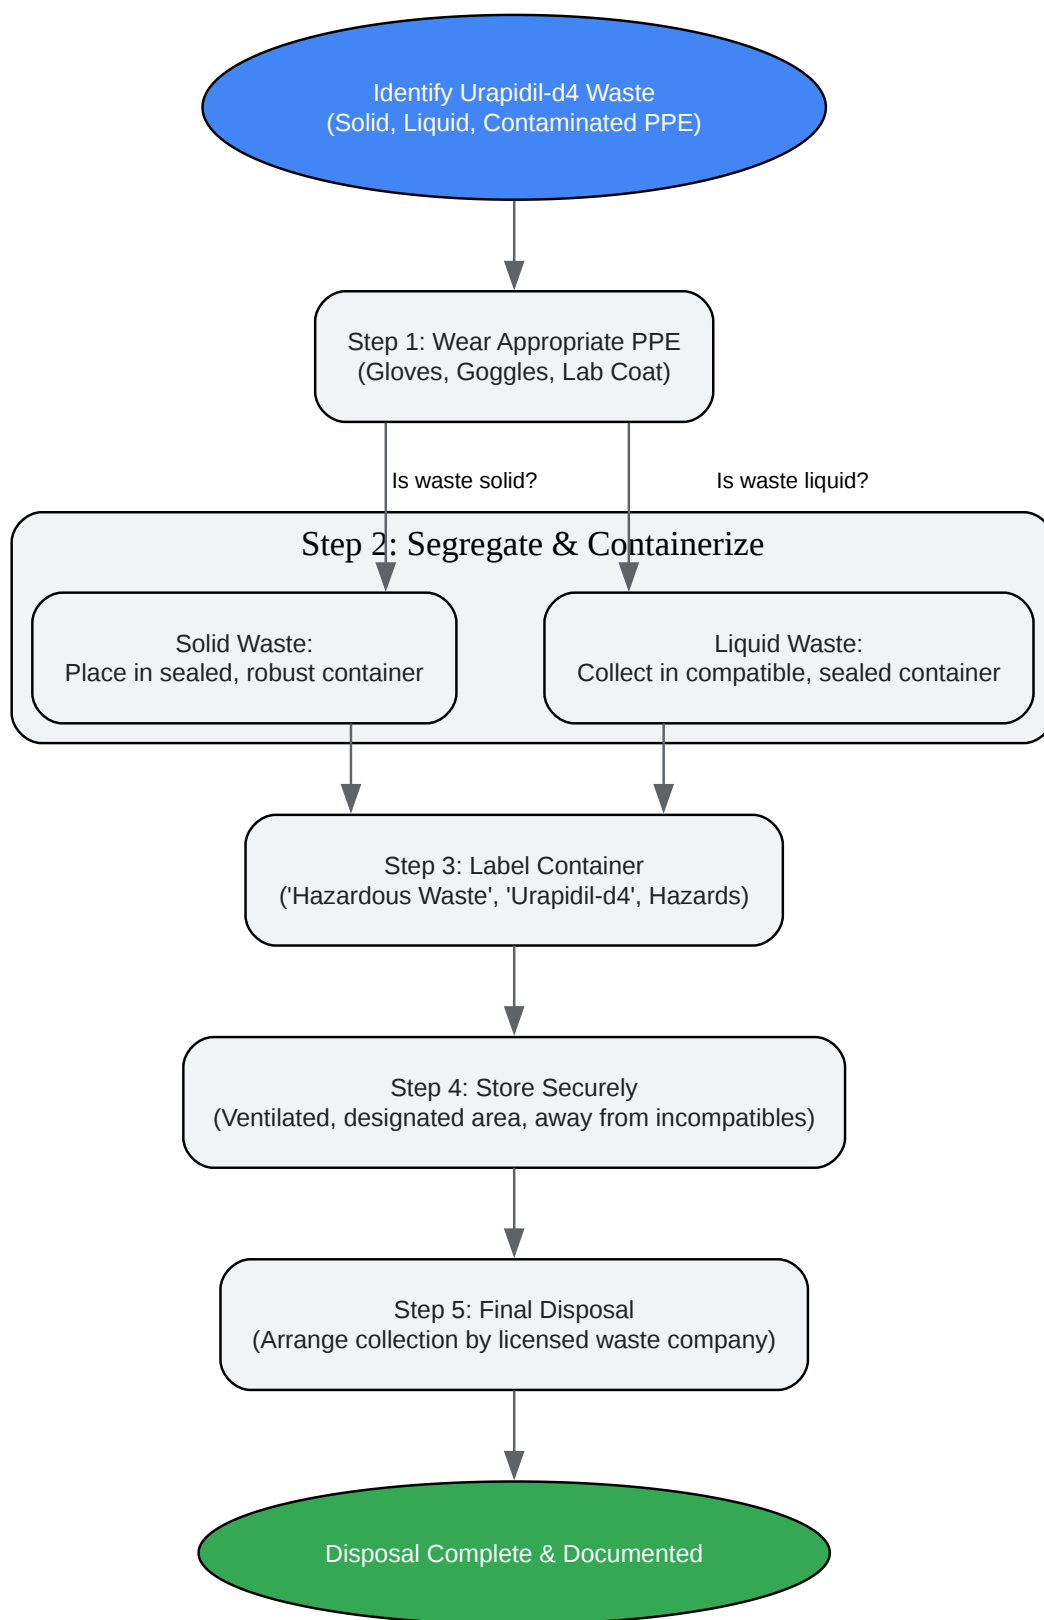 Identify Urapidil-d4 Waste
(Solid, Liquid, Contaminated PPE)
Step 1: Wear Appropriate PPE
(Gloves, Goggles, Lab Coat)
Is waste solid?
Is waste liquid?
Step 2: Segregate & Containerize
Solid Waste:
Place in sealed, robust container
Liquid Waste:
Collect in compatible, sealed container
Step 3: Label Container
('Hazardous Waste', 'Urapidil-d4', Hazards)
Step 4: Store Securely
(Ventilated, designated area, away from incompatibles)
Step 5: Final Disposal
(Arrange collection by licensed waste company)
Disposal Complete & Documented